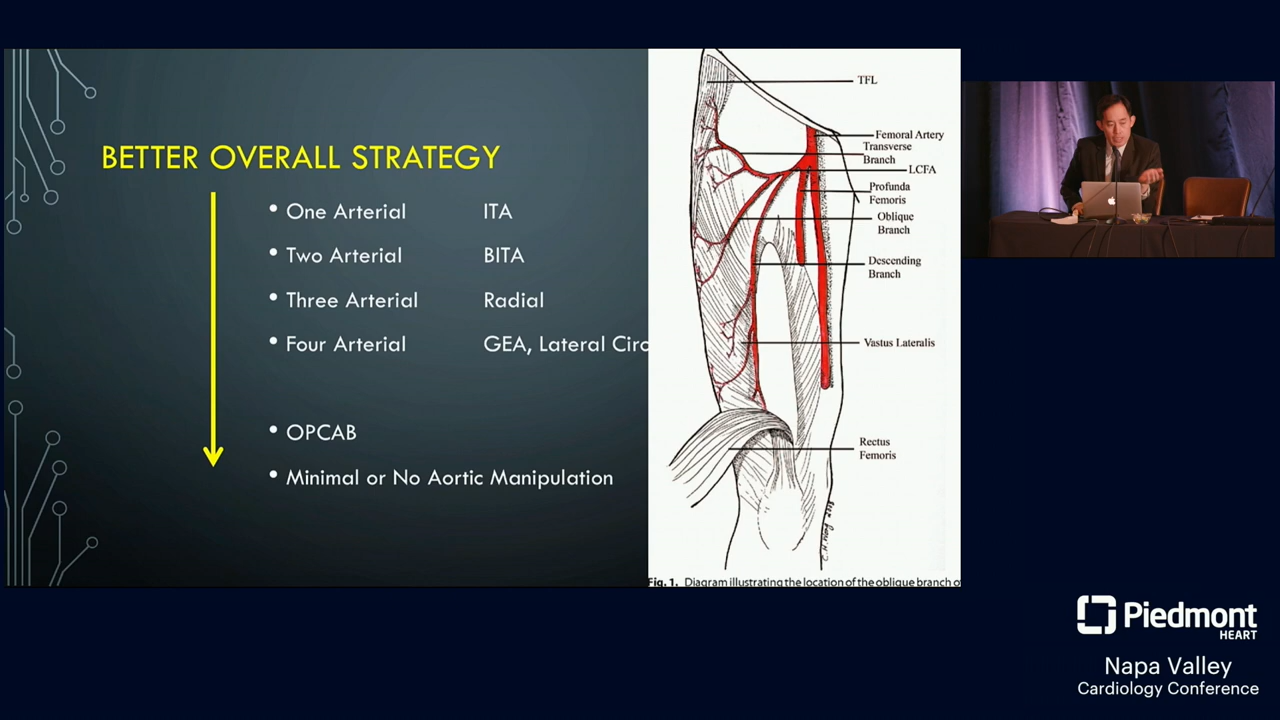 BETTER OVERALL STRATEGY
• One Arterial ITA
• Two Arterial BITA
• Three Arterial Radial
• Four Arterial GEA, Lateral Circ
• OPCAB
• Minimal or No Aortic Manipulation
TFL
Femoral Artery
Transverse
Branch
LCFA
Profunda
Femoris
Oblique
Branch
Descending
Branch
Vastus Lateralis
Rectus
Femoris
Fig. 1. Diagram illustrating the location of the oblique branch of
Piedmont
HEART
Napa Valley
Cardiology Conference